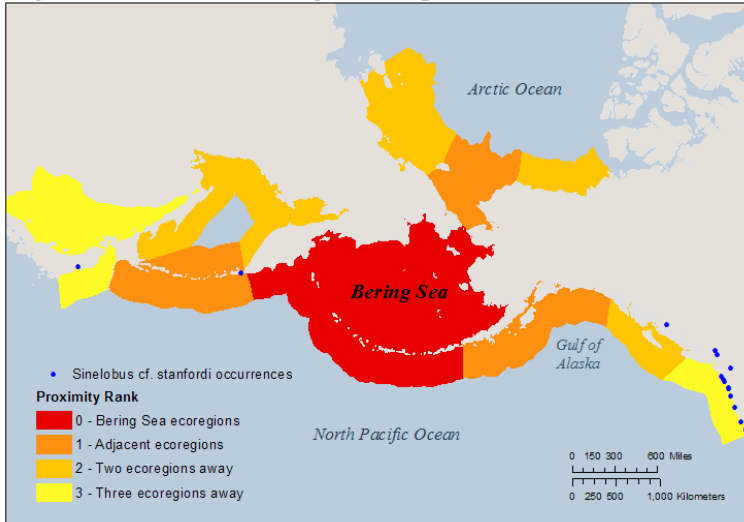 Arctic Ocean
Bering Sea
Gulf of
Alaska
North Pacific Ocean
Sinelobus cf. stanfordi occurrences
Proximity Rank
0 - Bering Sea ecoregions
1 - Adjacent ecoregions
2 - Two ecoregions away
3 - Three ecoregions away
0 150 300 600 Miles
0 250 500 1,000 Kilometers